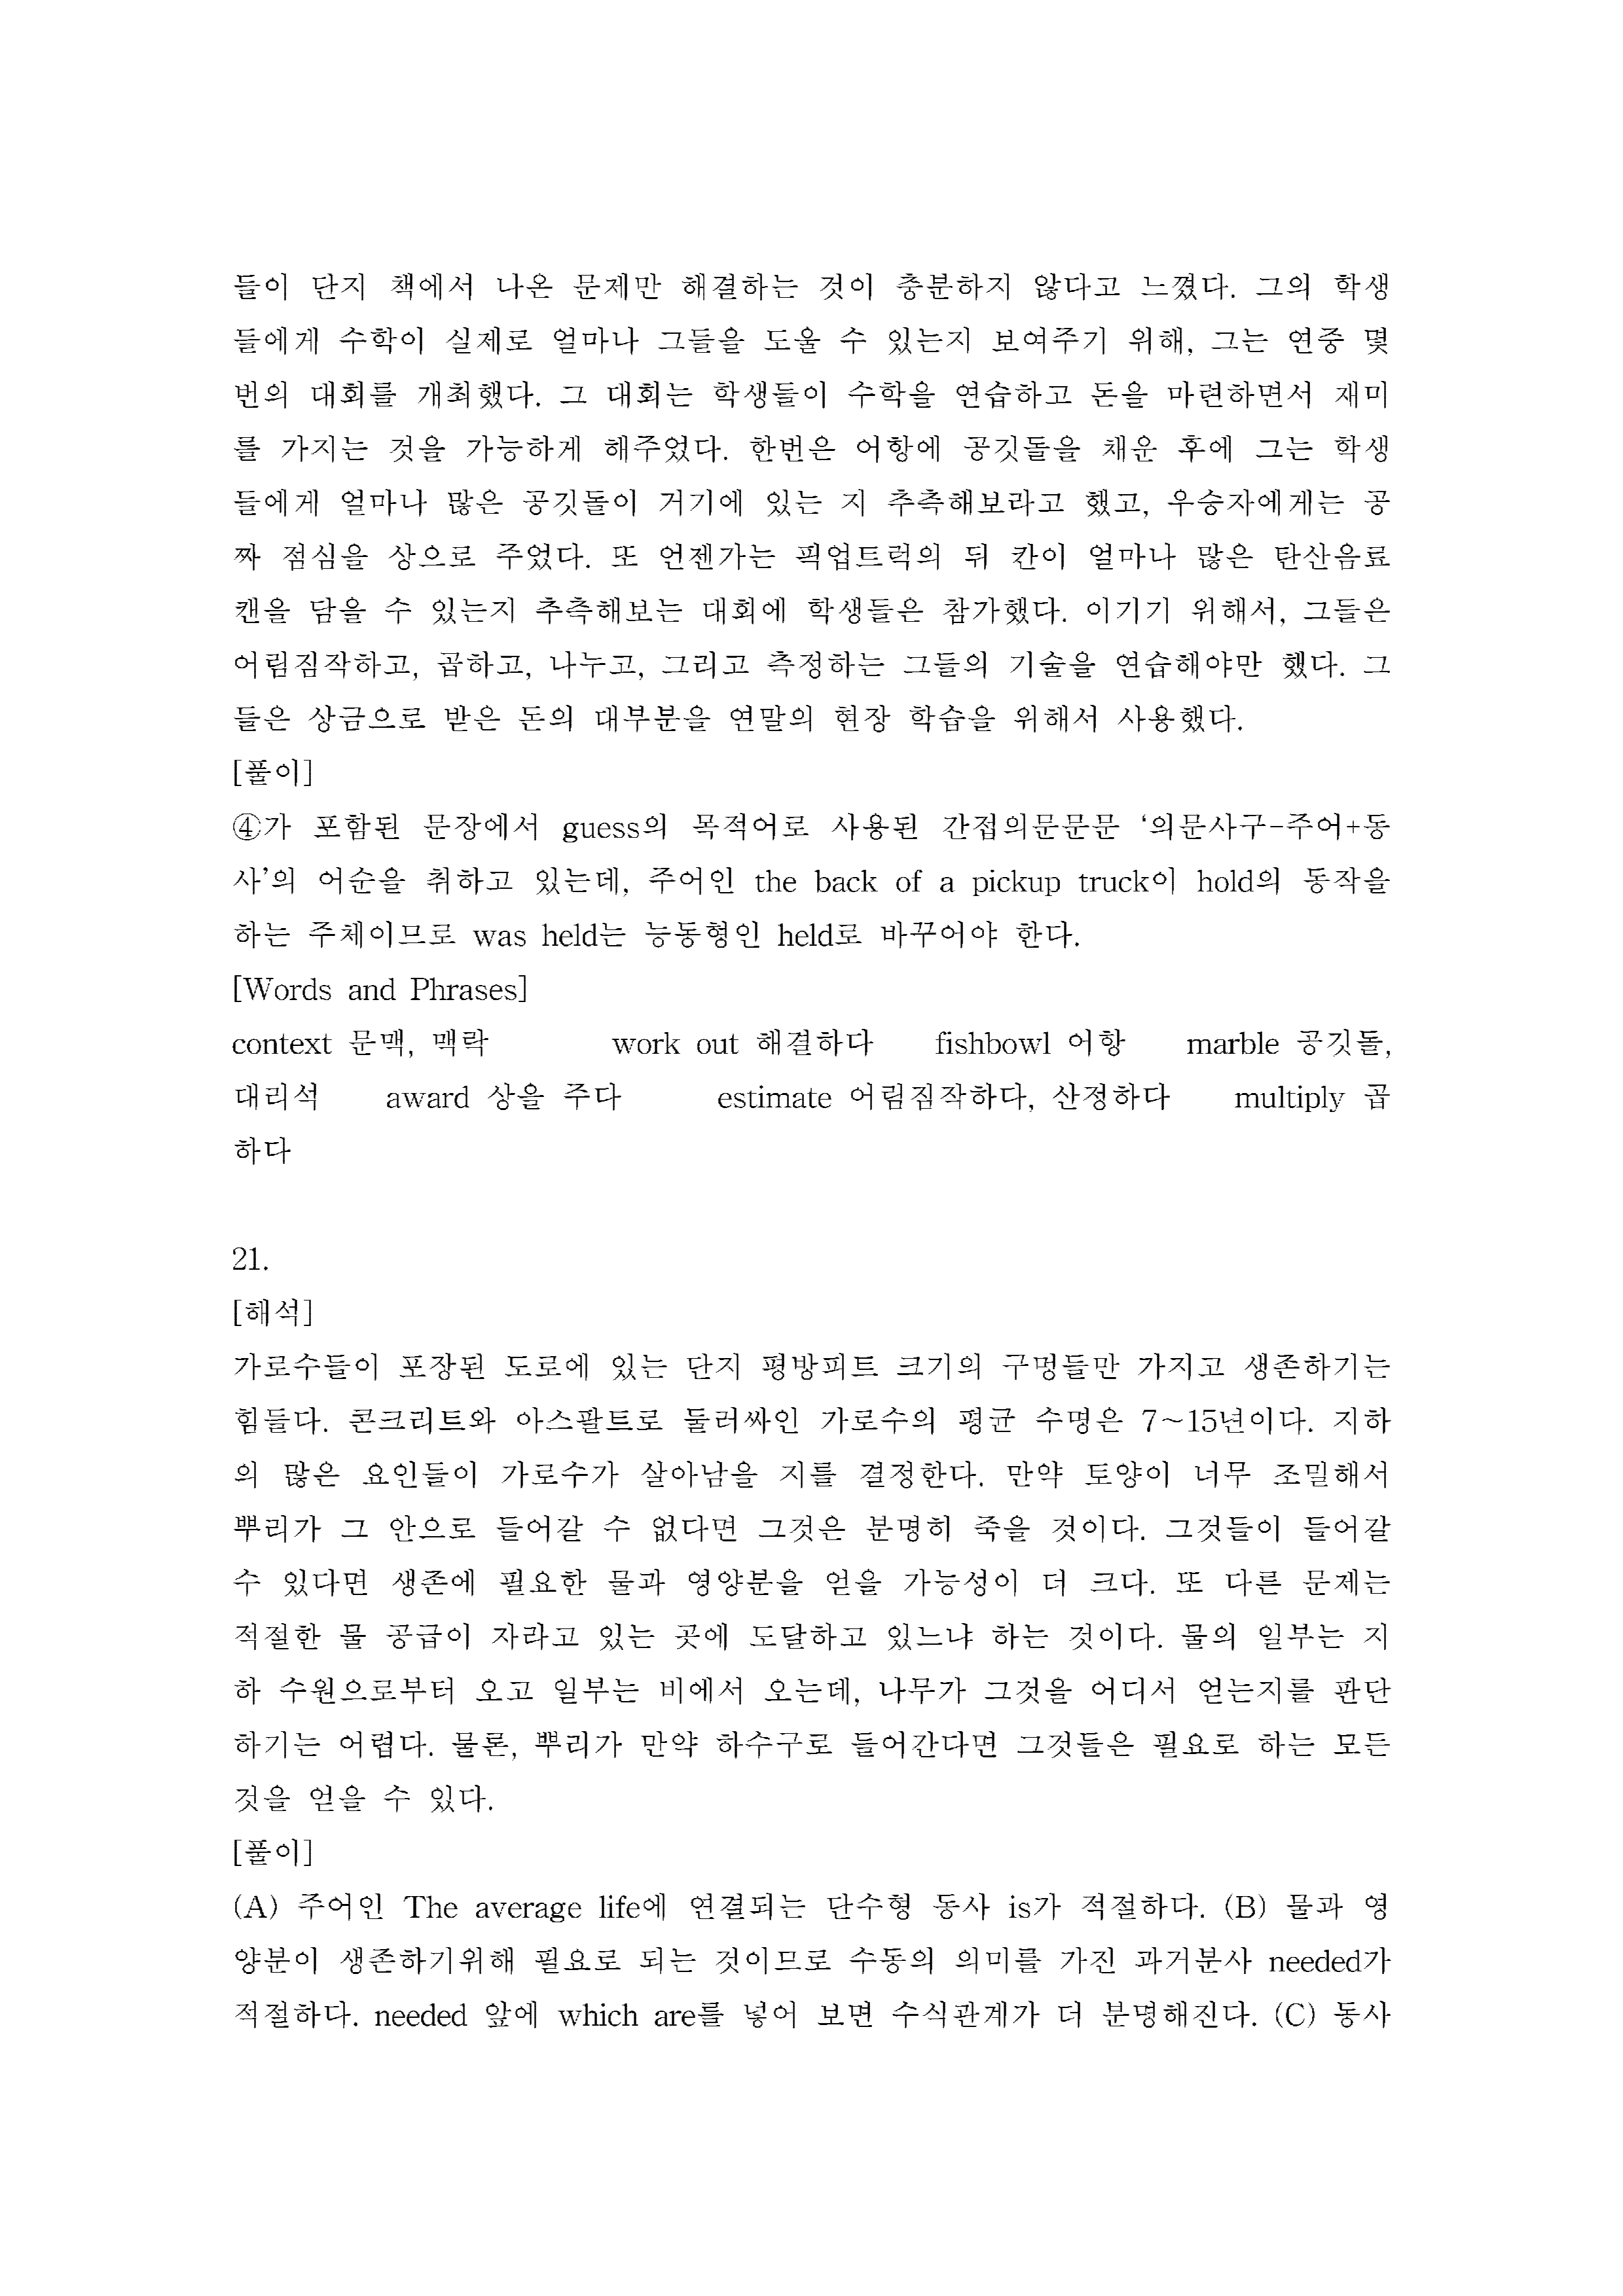 들이 단지 책에서 나온 문제만 해결하는 것이 충분하지 않다고 느꼈다. 그의 학생
들에게 수학이 실제로 얼마나 그들을 도울 수 있는지 보여주기 위해, 그는 연중 몇
번의 대회를 개최했다. 그 대회는 학생들이 수학을 연습하고 돈을 마련하면서 재미
를 가지는 것을 가능하게 해주었다. 한번은 어항에 공깃돌을 채운 후에 그는 학생
들에게 얼마나 많은 공깃돌이 거기에 있는 지 추측해보라고 했고, 우승자에게는 공
짜 점심을 상으로 주었다. 또 언젠가는 픽업트럭의 뒤 칸이 얼마나 많은 탄산음료
캔을 담을 수 있는지 추측해보는 대회에 학생들은 참가했다. 이기기 위해서, 그들은
어림짐작하고, 곱하고, 나누고, 그리고 측정하는 그들의 기술을 연습해야만 했다. 그
들은 상금으로 받은 돈의 대부분을 연말의 현장 학습을 위해서 사용했다.
[풀이]
④가 포함된 문장에서 guess의 목적어로 사용된 간접의문문문 ‘의문사구-주어+동
사’의 어순을 취하고 있는데, 주어인 the back of a pickup truck이 hold의 동작을
하는 주체이므로 was held는 능동형인 held로 바꾸어야 한다.
[Words and Phrases]
context 문맥, 맥락 work out 해결하다 fishbowl 어항 marble 공깃돌,
대리석 award 상을 주다 estimate 어림짐작하다, 산정하다 multiply 곱
하다
21.
[해석]
가로수들이 포장된 도로에 있는 단지 평방피트 크기의 구멍들만 가지고 생존하기는
힘들다. 콘크리트와 아스팔트로 둘러싸인 가로수의 평균 수명은 7~15년이다. 지하
의 많은 요인들이 가로수가 살아남을 지를 결정한다. 만약 토양이 너무 조밀해서
뿌리가 그 안으로 들어갈 수 없다면 그것은 분명히 죽을 것이다. 그것들이 들어갈
수 있다면 생존에 필요한 물과 영양분을 얻을 가능성이 더 크다. 또 다른 문제는
적절한 물 공급이 자라고 있는 곳에 도달하고 있느냐 하는 것이다. 물의 일부는 지
하 수원으로부터 오고 일부는 비에서 오는데, 나무가 그것을 어디서 얻는지를 판단
하기는 어렵다. 물론, 뿌리가 만약 하수구로 들어간다면 그것들은 필요로 하는 모든
것을 얻을 수 있다.
[풀이]
(A) 주어인 The average life에 연결되는 단수형 동사 is가 적절하다. (B) 물과 영
양분이 생존하기위해 필요로 되는 것이므로 수동의 의미를 가진 과거분사 needed가
적절하다. needed 앞에 which are를 넣어 보면 수식관계가 더 분명해진다. (C) 동사